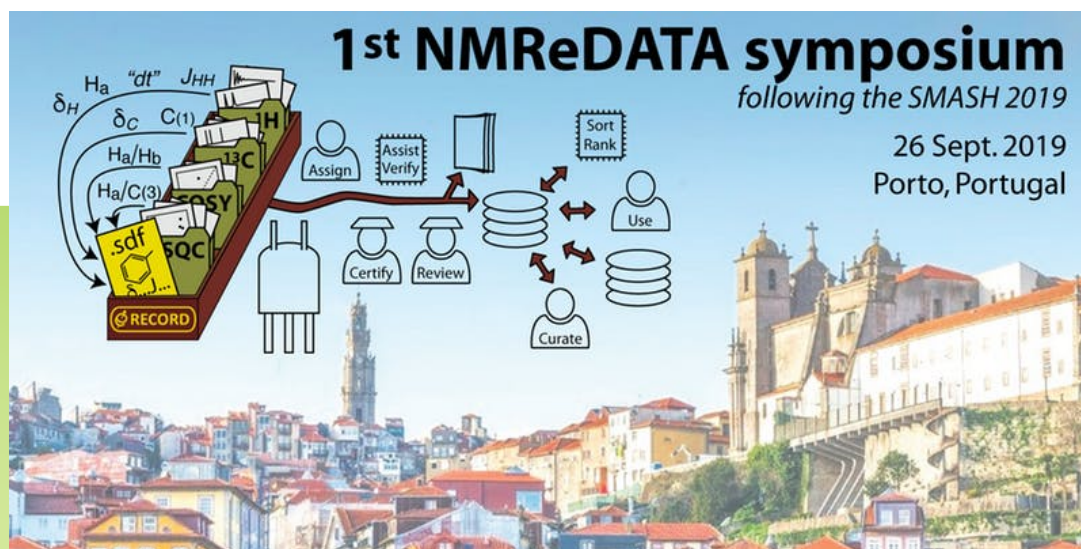 1st NMReDATA symposium
following the SMASH 2019
26 Sept. 2019
Porto, Portugal
Ha "dt" JHH
δH
δC C(1)
Ha/Hb
Ha/C(3)
1H
13C
OSY
SQC
.sdf
RECORD
Assign
Assist
Verify
Certify
Review
Sort
Rank
Use
Curate